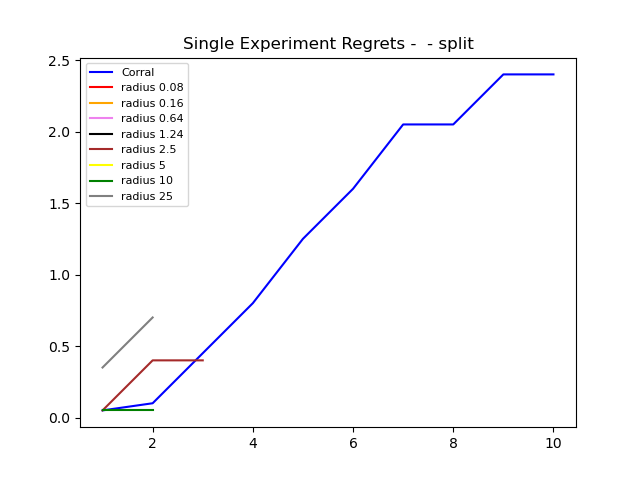 Single Experiment Regrets -  - split
2.5
2.0
1.5
1.0
0.5
0.0
Corral
radius 0.08
radius 0.16
radius 0.64
radius 1.24
radius 2.5
radius 5
radius 10
radius 25
2 4 6 8 10